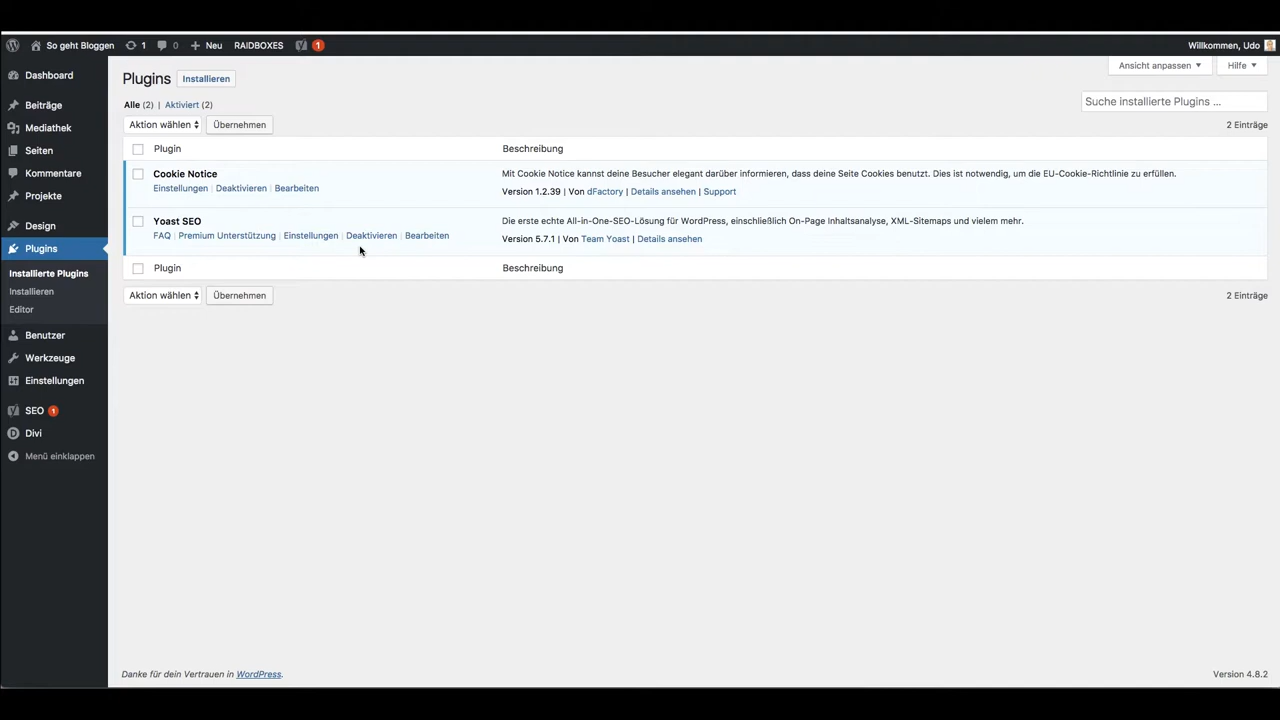 So geht Bloggen 1 0 Neu RAIDBOXES 1 Willkommen, Udo
Dashboard
Beiträge
Mediathek
Seiten
Kommentare
Projekte
Design
Plugins
Installierte Plugins
Installieren
Editor
Benutzer
Werkzeuge
Einstellungen
SEO 1
Divi
Menü einklappen
Ansicht anpassen Hilfe
Plugins Installieren
Alle (2) | Aktiviert (2)
Suche installierte Plugins ...
Aktion wählen Übernehmen 2 Einträge
Plugin Beschreibung
Cookie Notice Mit Cookie Notice kannst deine Besucher elegant darüber informieren, dass deine Seite Cookies benutzt. Dies ist notwendig, um die EU-Cookie-Richtlinie zu erfüllen.
Einstellungen | Deaktivieren | Bearbeiten Version 1.2.39 | Von dFactory | Details ansehen | Support
Yoast SEO Die erste echte All-in-One-SEO-Lösung für WordPress, einschließlich On-Page Inhaltsanalyse, XML-Sitemaps und vielem mehr.
FAQ | Premium Unterstützung | Einstellungen | Deaktivieren | Bearbeiten Version 5.7.1 | Von Team Yoast | Details ansehen
Plugin Beschreibung
Aktion wählen Übernehmen 2 Einträge
Danke für dein Vertrauen in WordPress. Version 4.8.2